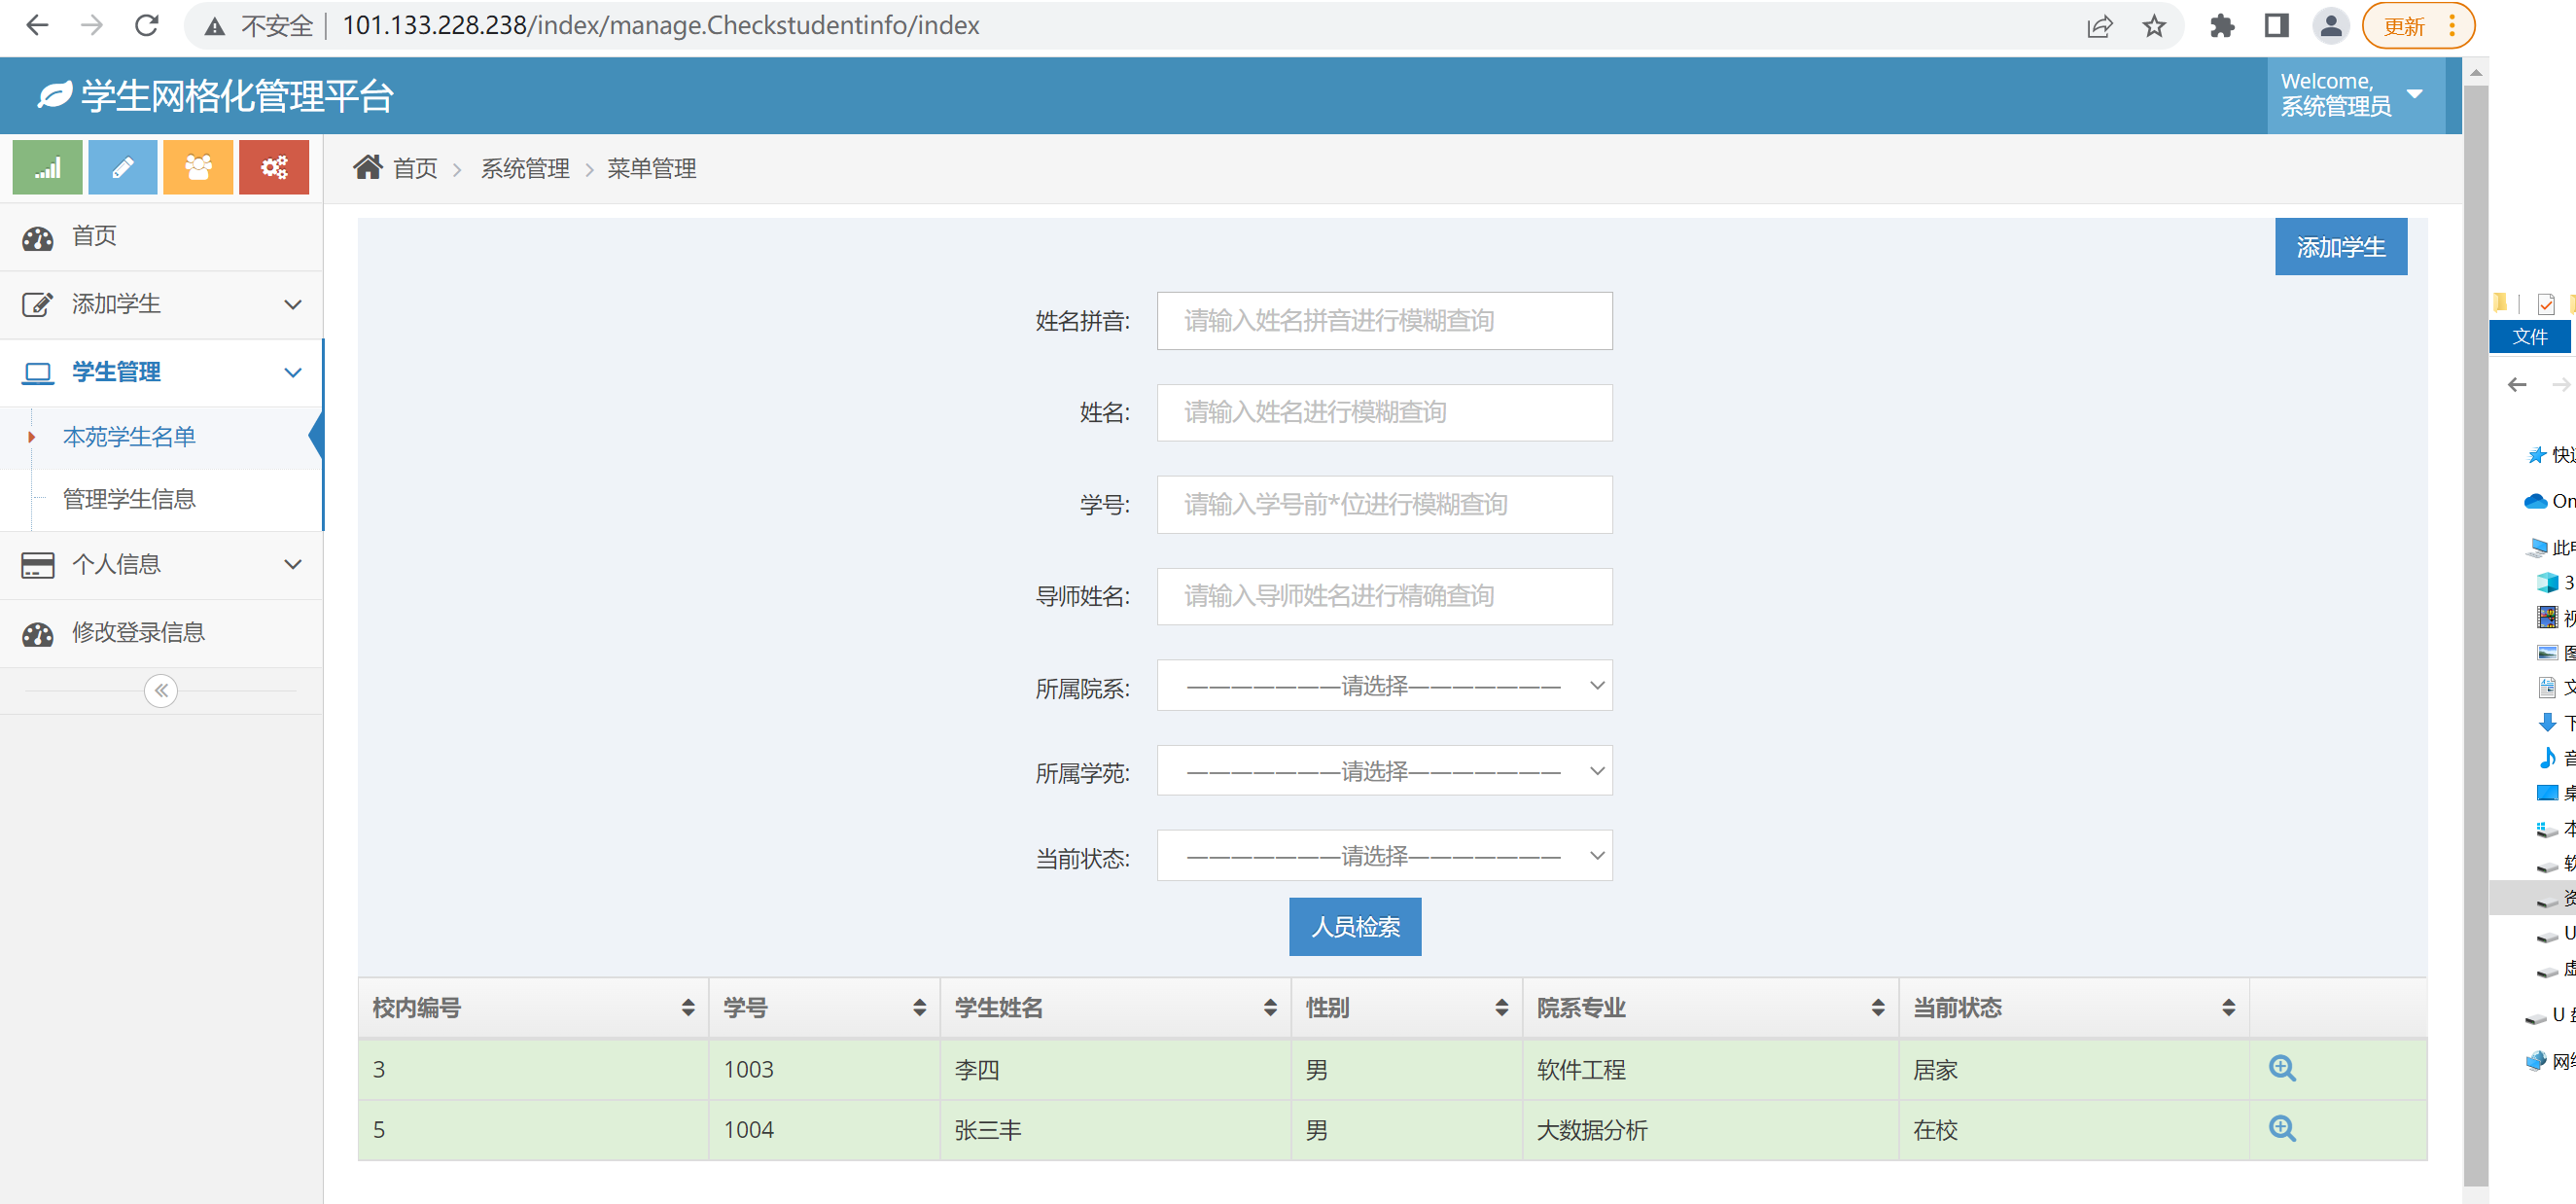 不安全 | 101.133.228.238/index/manage.Checkstudentinfo/index
更新
学生网格化管理平台
Welcome,
系统管理员
首页 > 系统管理 > 菜单管理
首页
添加学生
学生管理
本苑学生名单
管理学生信息
个人信息
修改登录信息
添加学生
姓名拼音: 请输入姓名拼音进行模糊查询
姓名: 请输入姓名进行模糊查询
学号: 请输入学号前*位进行模糊查询
导师姓名: 请输入导师姓名进行精确查询
所属院系: ———————请选择———————
所属学苑: ———————请选择———————
当前状态: ———————请选择———————
人员检索
校内编号 学号 学生姓名 性别 院系专业 当前状态
3 1003 李四 男 软件工程 居家
5 1004 张三丰 男 大数据分析 在校
文件
快
On
此
3
图
文
下
音
桌
本
软
资
U
虚
U